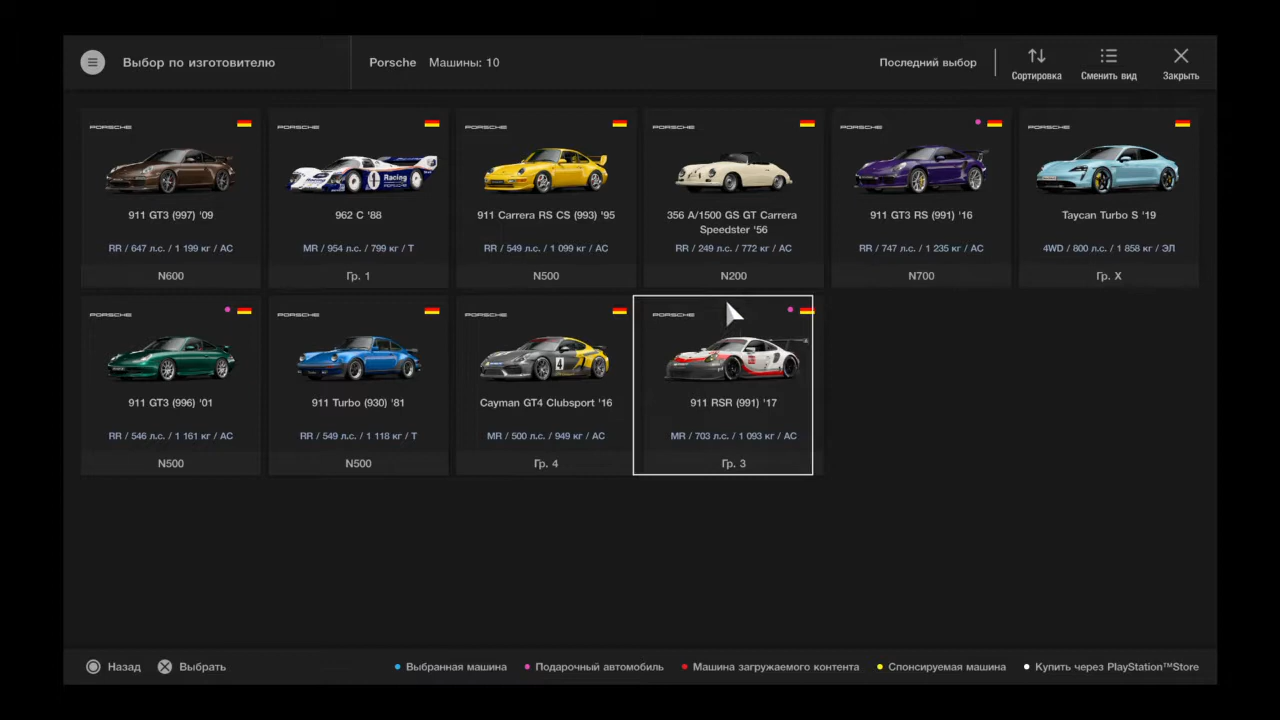 Выбор по изготовителю
Porsche Машины: 10
Последний выбор
Сортировка
Сменить вид
Закрыть
PORSCHE
911 GT3 (997) '09
RR / 647 л.с. / 1 199 кг / АС
N600
PORSCHE
Racing
962 C '88
MR / 954 л.с. / 799 кг / Т
Гр. 1
PORSCHE
911 Carrera RS CS (993) '95
RR / 549 л.с. / 1 099 кг / АС
N500
PORSCHE
356 A/1500 GS GT Carrera
Speedster '56
RR / 249 л.с. / 772 кг / АС
N200
PORSCHE
911 GT3 RS (991) '16
RR / 747 л.с. / 1 235 кг / АС
N700
PORSCHE
Taycan Turbo S '19
4WD / 800 л.с. / 1 858 кг / ЭЛ
Гр. X
PORSCHE
911 GT3 (996) '01
RR / 546 л.с. / 1 161 кг / АС
N500
PORSCHE
911 Turbo (930) '81
RR / 549 л.с. / 1 118 кг / Т
N500
PORSCHE
4
Cayman GT4 Clubsport '16
MR / 500 л.с. / 949 кг / АС
Гр. 4
PORSCHE
911 RSR (991) '17
MR / 703 л.с. / 1 093 кг / АС
Гр. 3
Назад
Выбрать
Выбранная машина
Подарочный автомобиль
Машина загружаемого контента
Спонсируемая машина
Купить через PlayStation™Store